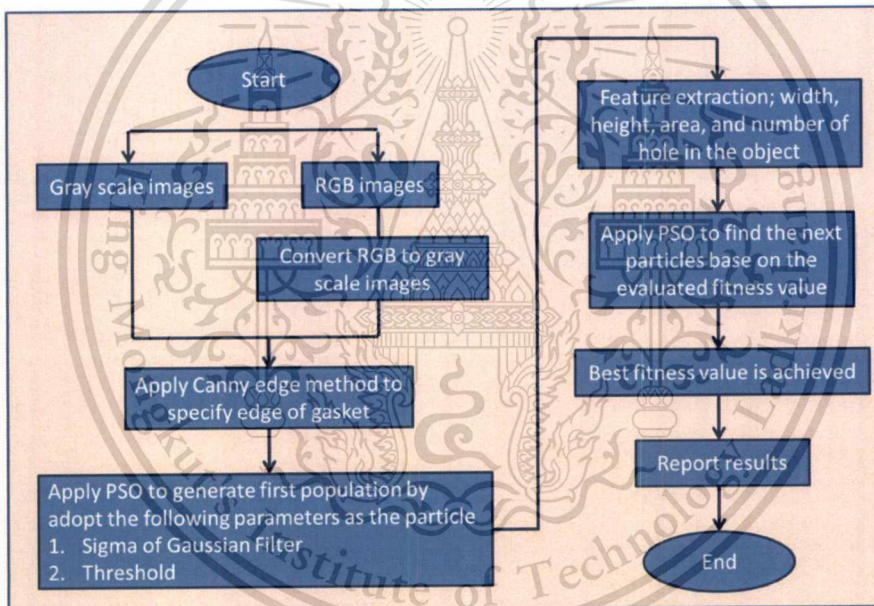 Start
Gray scale images
RGB images
Convert RGB to gray
scale images
Apply Canny edge method to
specify edge of gasket
Apply PSO to generate first population by
adopt the following parameters as the particle
1. Sigma of Gaussian Filter
2. Threshold
Feature extraction; width,
height, area, and number of
hole in the object
Apply PSO to find the next
particles base on the
evaluated fitness value
Best fitness value is achieved
Report results
End
King Mongkut's Institute of Technology Ladkrabang